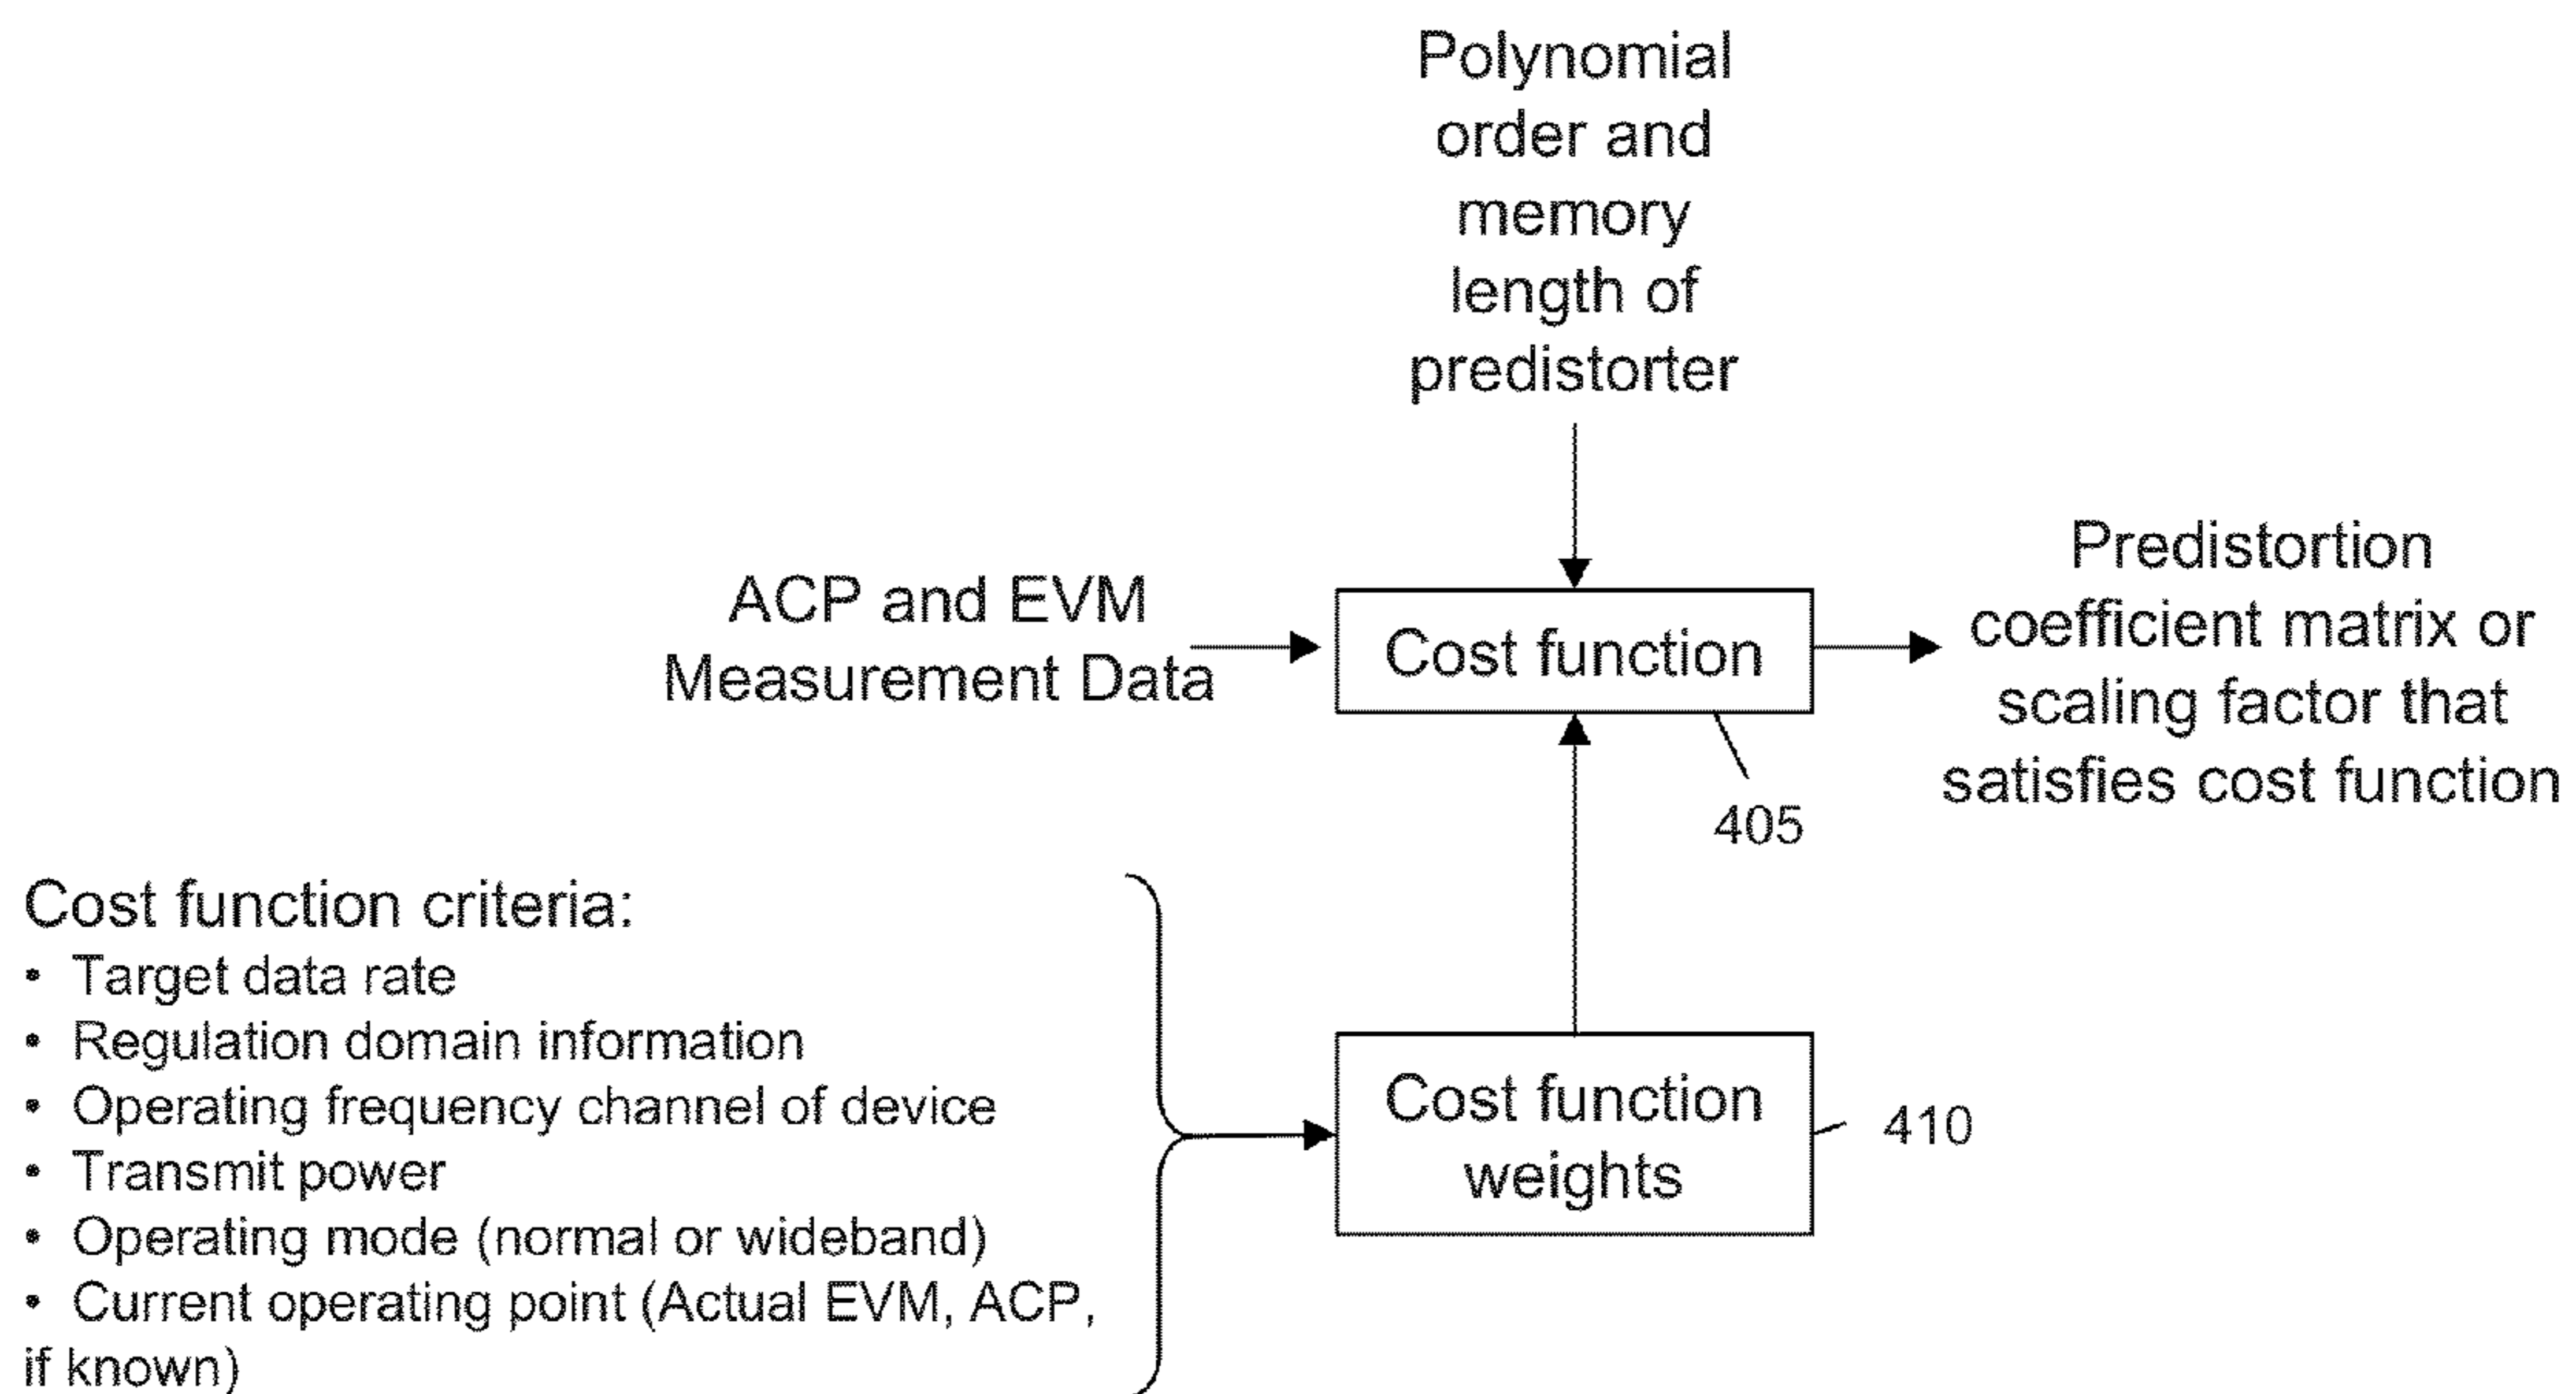 Polynomial
order and
memory
length of
predistorter
ACP and EVM
Measurement Data
Cost function
405
Predistortion
coefficient matrix or
scaling factor that
satisfies cost function
Cost function criteria:
• Target data rate
• Regulation domain information
• Operating frequency channel of device
• Transmit power
• Operating mode (normal or wideband)
• Current operating point (Actual EVM, ACP,
if known)
Cost function
weights
410